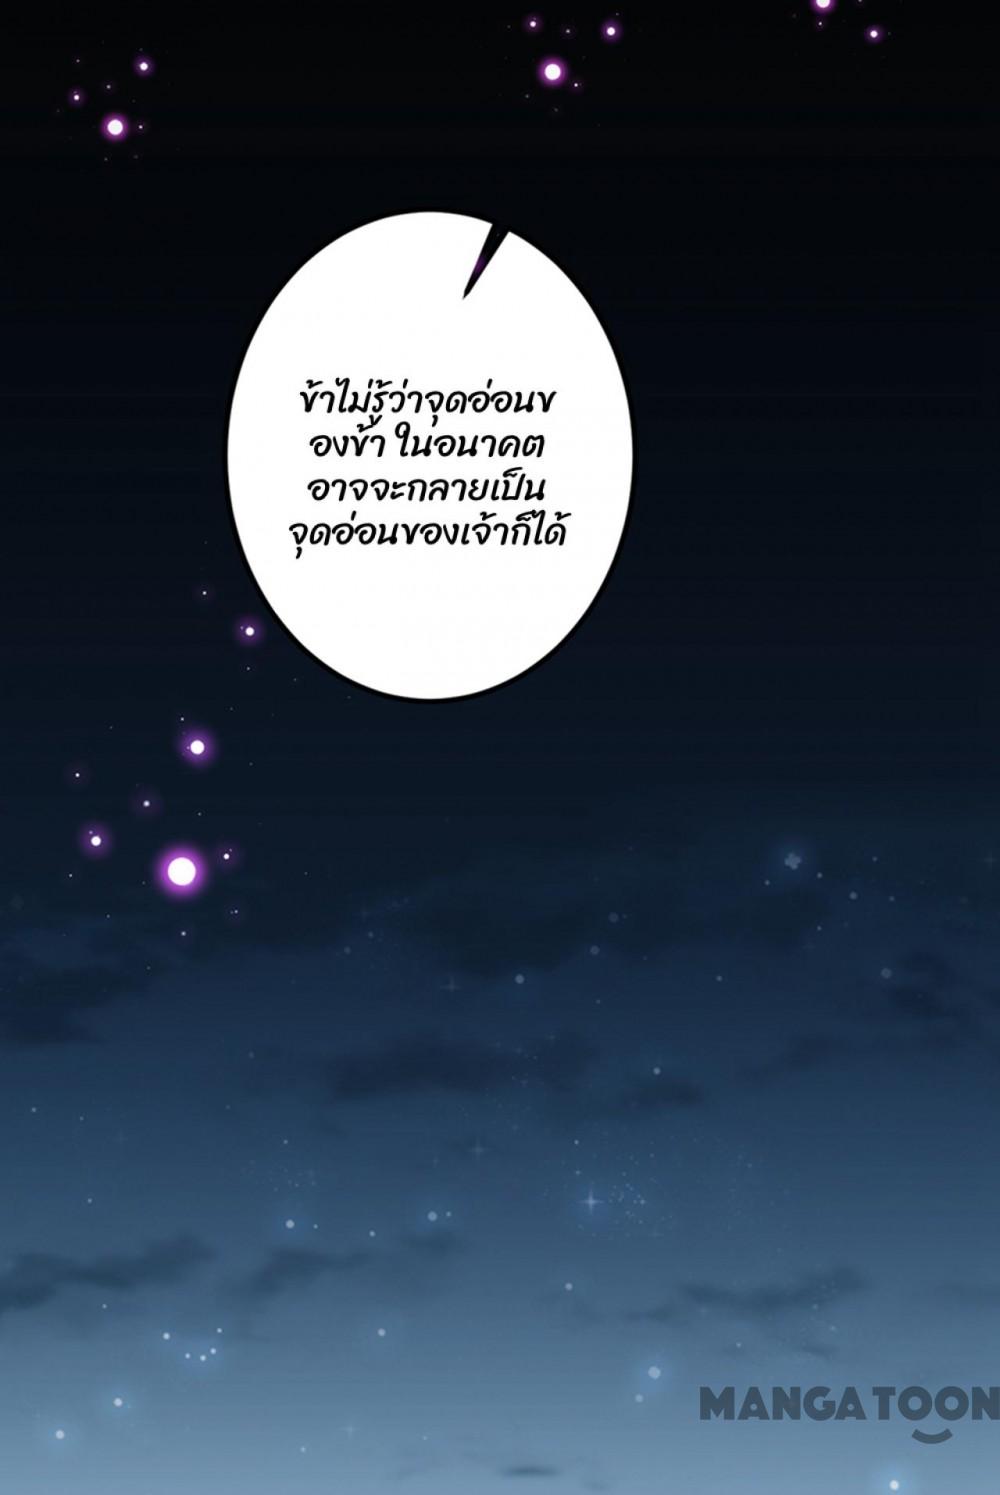 ข้าไม่รู้ว่าจุดอ่อนข
องข้า ในอนาคต
อาจจะกลายเป็น
จุดอ่อนของเจ้าก็ได้
MANGATOON